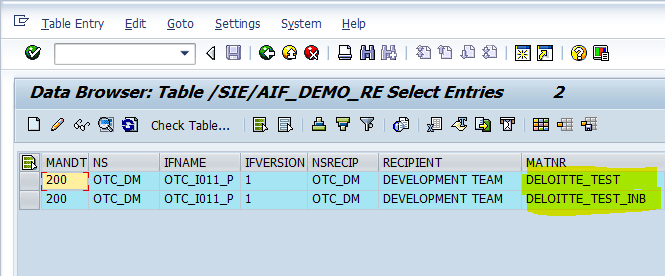 Table Entry Edit Goto Settings System Help
Data Browser: Table /SIE/AIF_DEMO_RE Select Entries 2
Check Table...
MANDT NS IFNAME IFVERSION NSRECIP RECIPIENT MATNR
200 OTC_DM OTC_I011_P 1 OTC_DM DEVELOPMENT TEAM DELOITTE_TEST
200 OTC_DM OTC_I011_P 1 OTC_DM DEVELOPMENT TEAM DELOITTE_TEST_INB